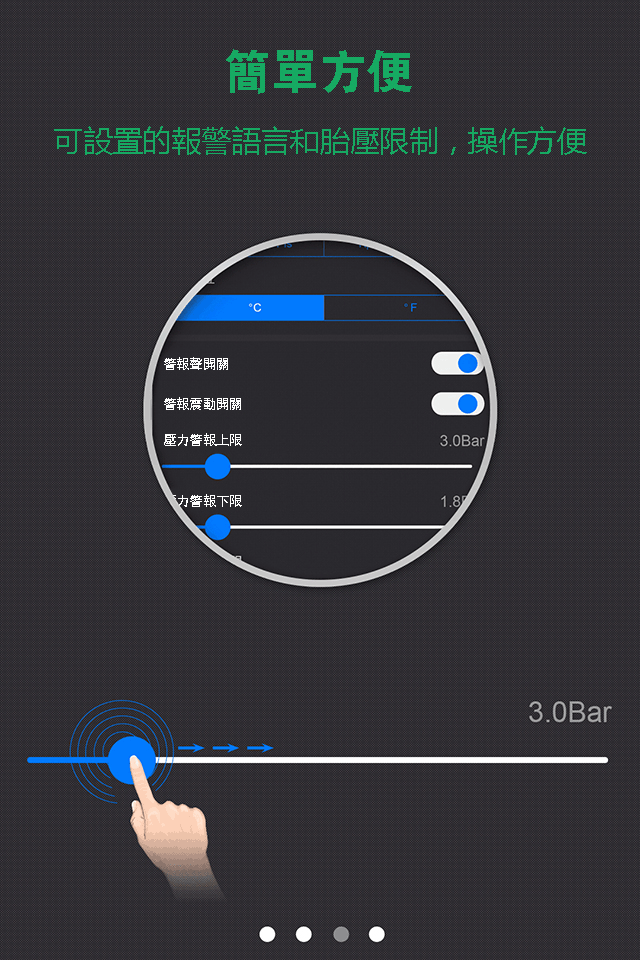 簡單方便
可設置的報警語言和胎壓限制，操作方便
°C °F
警報聲開關
警報震動開關
壓力警報上限 3.0Bar
力警報下限 1.8
3.0Bar